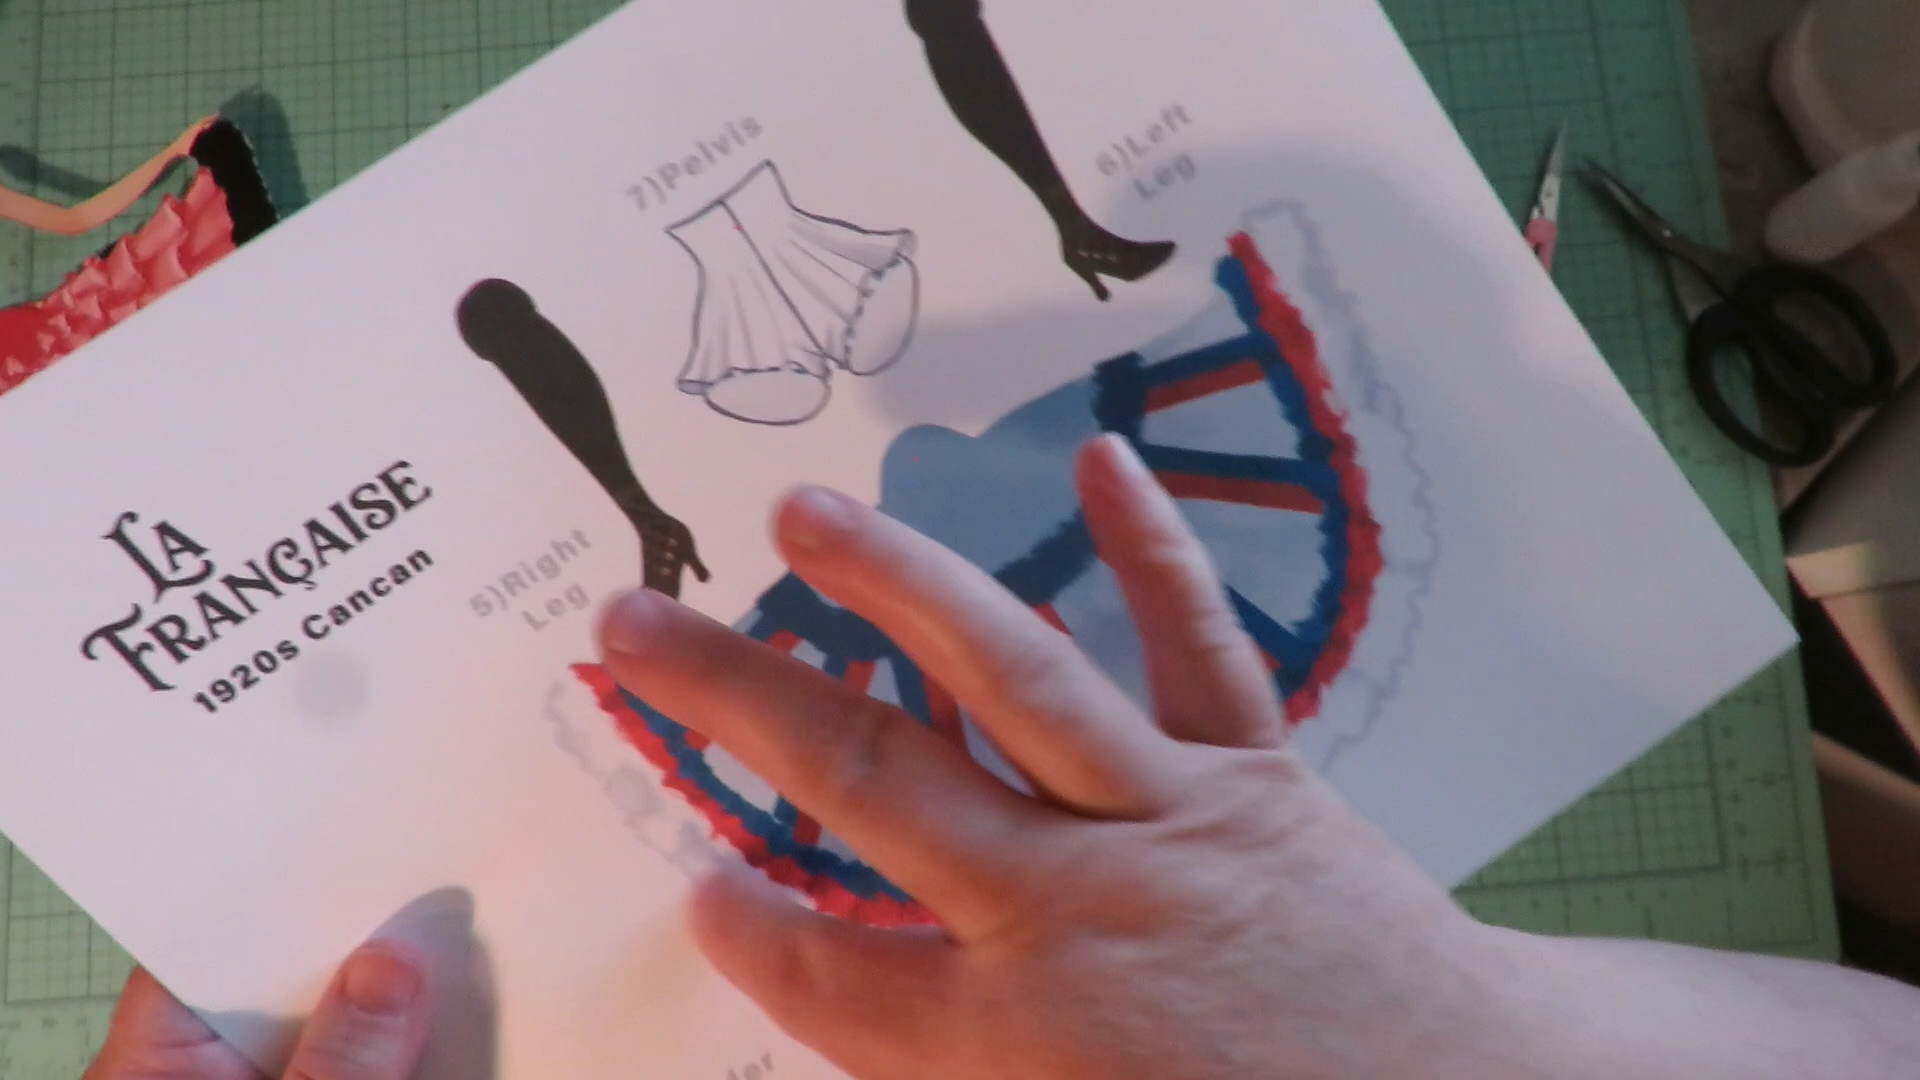 7)Pelvis
6)Left
Leg
LA
FRANÇAISE
1920s Cancan
5)Right
Leg